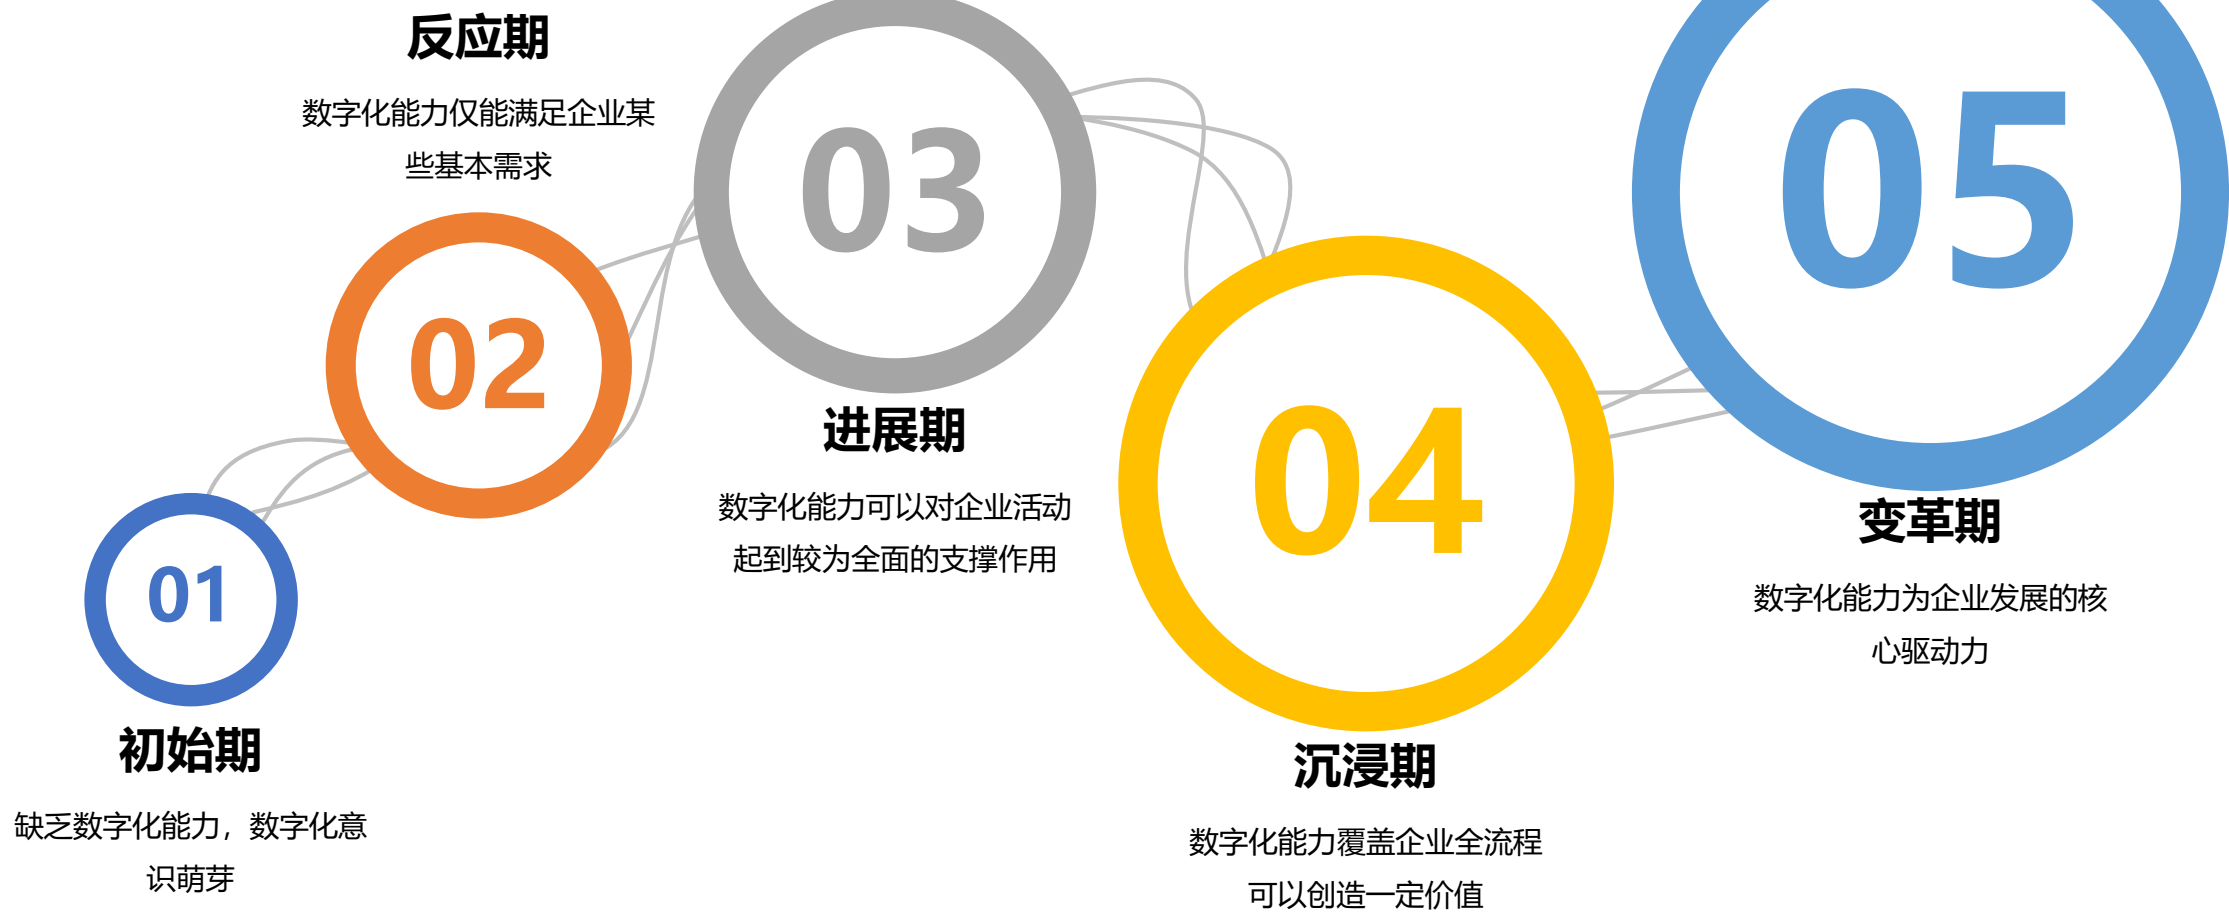 01
初始期
缺乏数字化能力，数字化意
识萌芽
反应期
数字化能力仅能满足企业某
些基本需求
02
03
进展期
数字化能力可以对企业活动
起到较为全面的支撑作用
04
沉浸期
数字化能力覆盖企业全流程
可以创造一定价值
05
变革期
数字化能力为企业发展的核
心驱动力